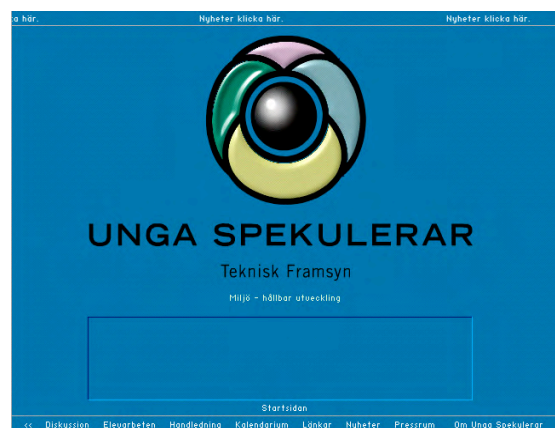 a här. Nyheter klicka här. Nyheter klicka här.
UNGA SPEKULERAR
Teknisk Framsyn
Miljö - hållbar utveckling
Startsidan
<< Diskussion Elevarbeten Handledning Kalendarium Länkar Nyheter Pressrum Om Unga Spekulerar